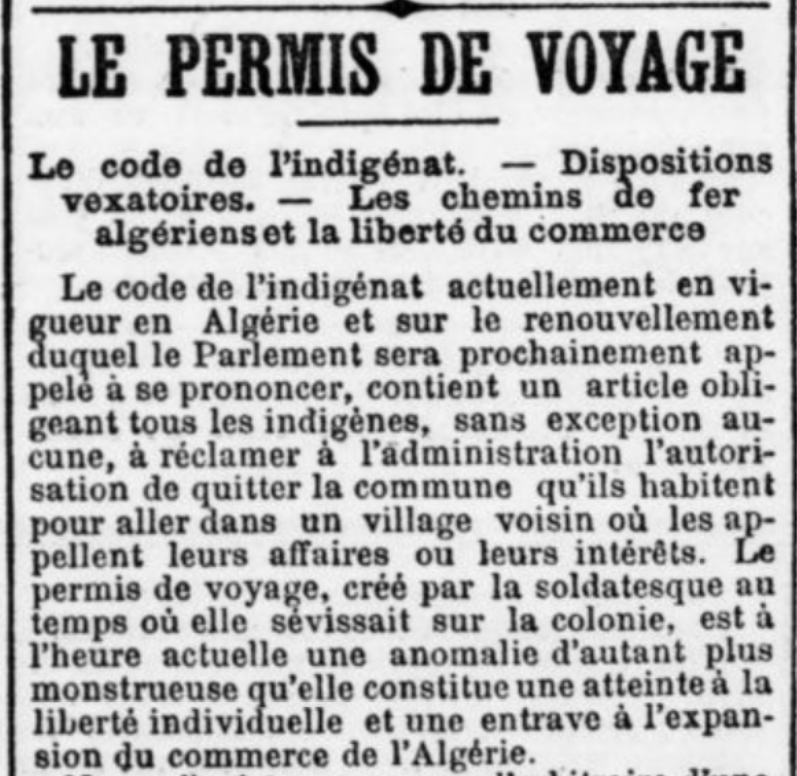 LE PERMIS DE VOYAGE
Le code de l'indigénat. — Dispositions
vexatoires. — Les chemins de fer
algériens et la liberté du commerce
Le code de l'indigénat actuellement en vi-
gueur en Algérie et sur le renouvellement
duquel le Parlement sera prochainement ap-
pelé à se prononcer, contient un article obli-
geant tous les indigènes, sans exception au-
cune, à réclamer à l'administration l'autori-
sation de quitter la commune qu'ils habitent
pour aller dans un village voisin où les ap-
pellent leurs affaires ou leurs intérêts. Le
permis de voyage, créé par la soldatesque au
temps où elle sévissait sur la colonie, est à
l'heure actuelle une anomalie d'autant plus
monstrueuse qu'elle constitue une atteinte à la
liberté individuelle et une entrave à l'expan-
sion du commerce de l'Algérie.